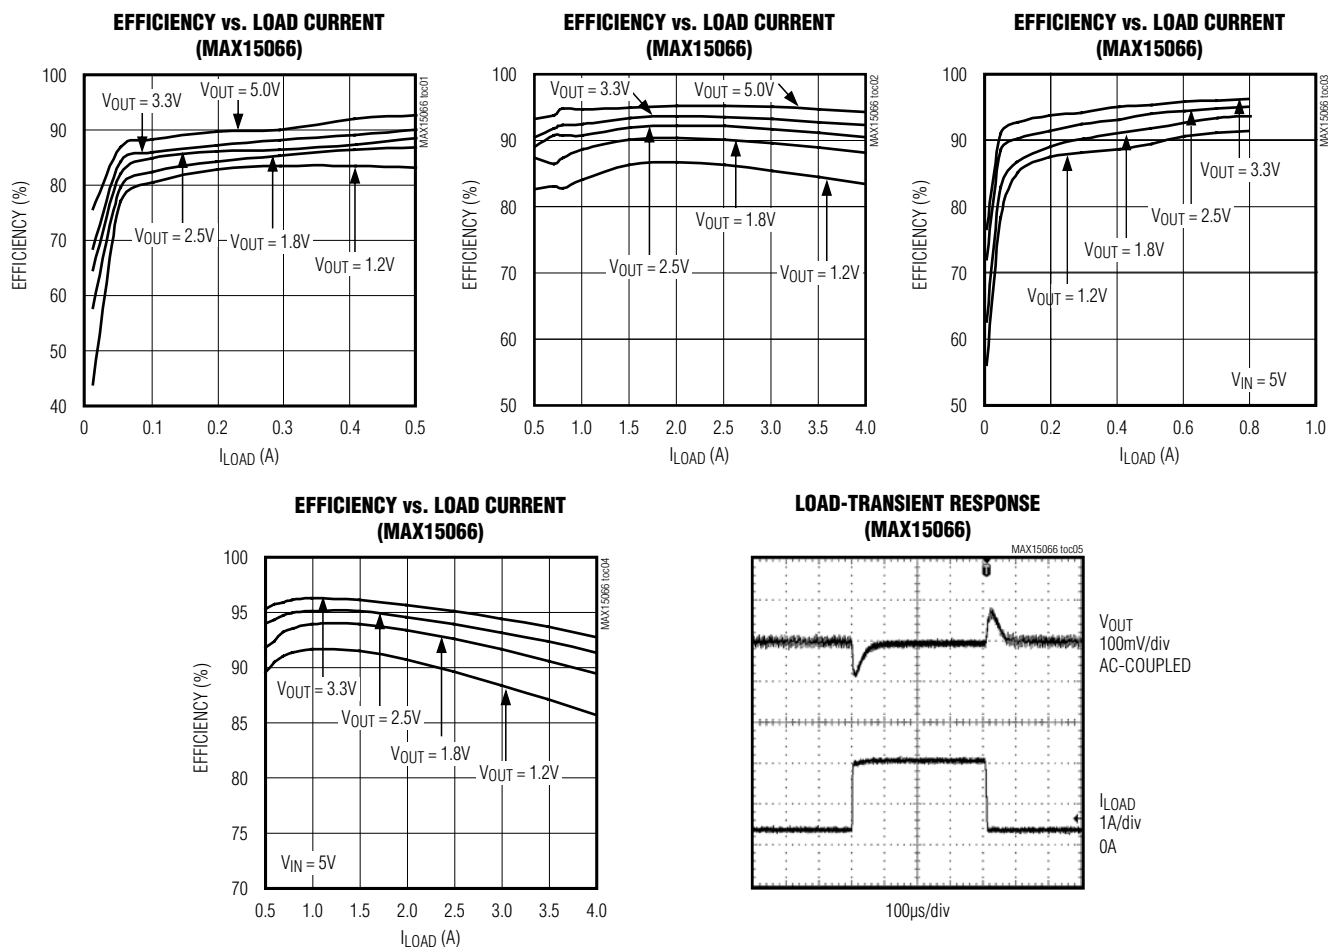 EFFICIENCY vs. LOAD CURRENT
(MAX15066)
MAX15066 toc01
100
90
80
70
60
50
40
EFFICIENCY (%)
VOUT = 3.3V
VOUT = 5.0V
VOUT = 2.5V
VOUT = 1.8V
VOUT = 1.2V
0
0.1
0.2
0.3
0.4
0.5
ILOAD (A)
EFFICIENCY vs. LOAD CURRENT
(MAX15066)
MAX15066 toc02
100
90
80
70
60
50
EFFICIENCY (%)
VOUT = 3.3V
VOUT = 5.0V
VOUT = 1.8V
VOUT = 2.5V
VOUT = 1.2V
0.5
1.0
1.5
2.0
2.5
3.0
3.5
4.0
ILOAD (A)
EFFICIENCY vs. LOAD CURRENT
(MAX15066)
MAX15066 toc03
100
90
80
70
60
50
EFFICIENCY (%)
VOUT = 3.3V
VOUT = 2.5V
VOUT = 1.8V
VOUT = 1.2V
VIN = 5V
0
0.2
0.4
0.6
0.8
1.0
ILOAD (A)
EFFICIENCY vs. LOAD CURRENT
(MAX15066)
MAX15066 toc04
100
95
90
85
80
75
70
EFFICIENCY (%)
VOUT = 3.3V
VOUT = 2.5V
VOUT = 1.8V
VOUT = 1.2V
VIN = 5V
0.5
1.0
1.5
2.0
2.5
3.0
3.5
4.0
ILOAD (A)
LOAD-TRANSIENT RESPONSE
(MAX15066)
MAX15066 toc05
T
VOUT
100mV/div
AC-COUPLED
ILOAD
1A/div
0A
100µs/div